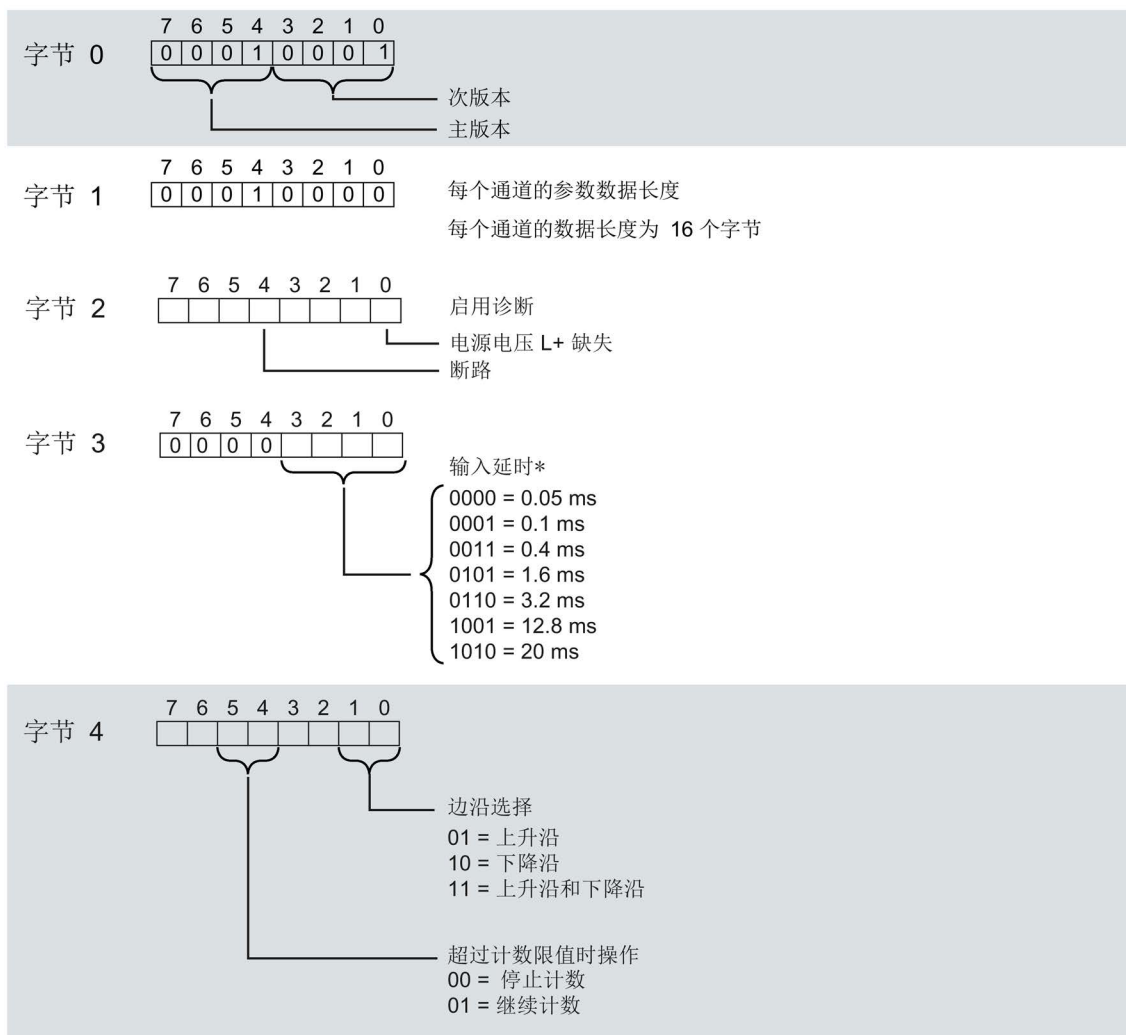 7 6 5 4 3 2 1 0
字节 0
0 0 0 1 0 0 0 1
次版本
主版本
7 6 5 4 3 2 1 0
字节 1
0 0 0 1 0 0 0 0
每个通道的参数数据长度
每个通道的数据长度为 16 个字节
7 6 5 4 3 2 1 0
字节 2
启用诊断
电源电压 L+ 缺失
断路
7 6 5 4 3 2 1 0
字节 3
0 0 0 0
输入延时*
0000 = 0.05 ms
0001 = 0.1 ms
0011 = 0.4 ms
0101 = 1.6 ms
0110 = 3.2 ms
1001 = 12.8 ms
1010 = 20 ms
7 6 5 4 3 2 1 0
字节 4
边沿选择
01 = 上升沿
10 = 下降沿
11 = 上升沿和下降沿
超过计数限值时操作
00 = 停止计数
01 = 继续计数